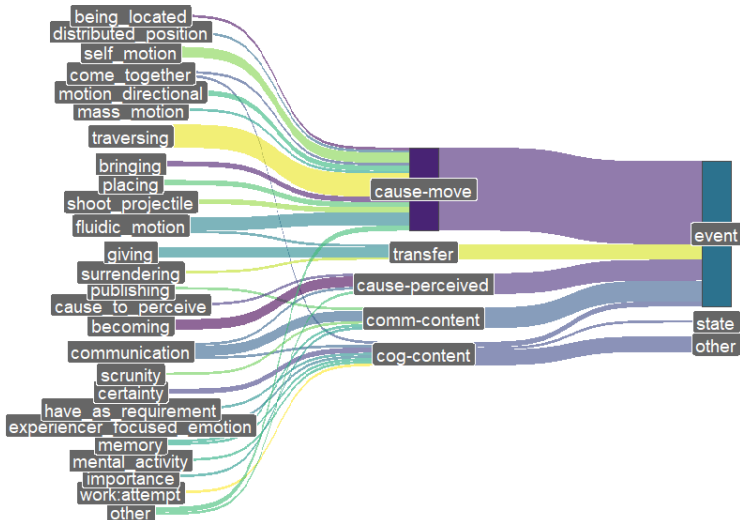 being_located
distributed_position
self_motion
come_together
motion_directional
mass_motion
traversing
bringing
placing
shoot_projectile
fluidic_motion
giving
surrendering
publishing
cause_to_perceive
becoming
communication
scrunity
certainty
have_as_requirement
experiencer_focused_emotion
memory
mental_activity
importance
work:attempt
other
cause-move
transfer
cause-perceived
comm-content
cog-content
event
state
other